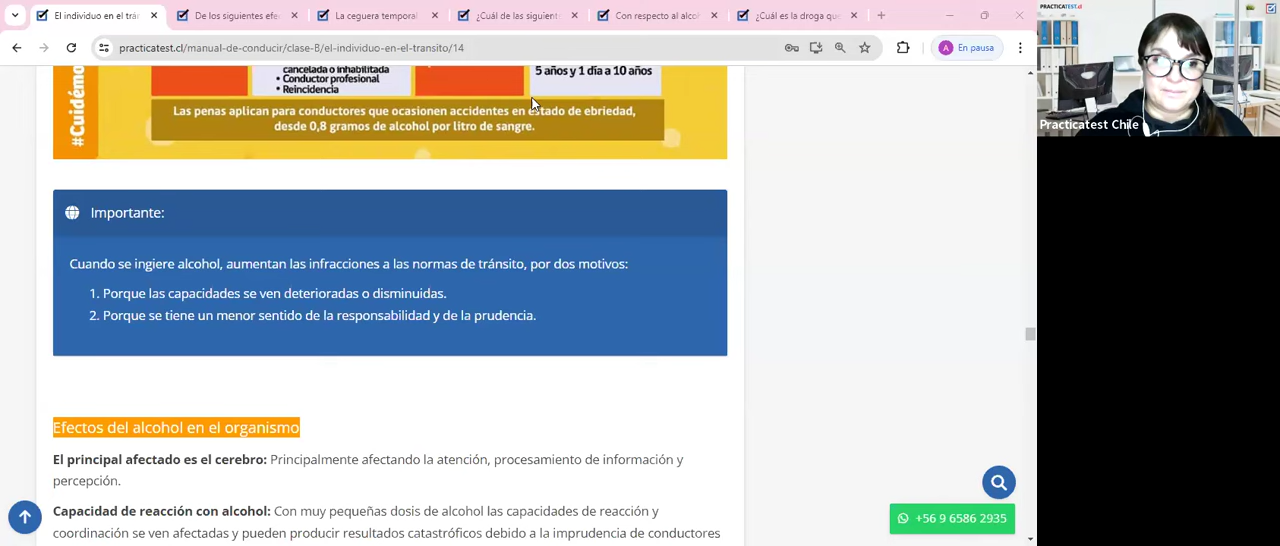 El individuo en el trán
De los siguientes efe
La ceguera temporal
¿Cuál de las siguient
Con respecto al alcoh
¿Cuál es la droga que
practicatest.cl/manual-de-conducir/clase-B/el-individuo-en-el-transito/14
A En pausa
PRACTICATEST.cl
Practicatest Chile
#Cuidémo
cancelada o inhabilitada
• Conductor profesional
• Reincidencia
5 años y 1 día a 10 años
Las penas aplican para conductores que ocasionen accidentes en estado de ebriedad,
desde 0,8 gramos de alcohol por litro de sangre.
Importante:
Cuando se ingiere alcohol, aumentan las infracciones a las normas de tránsito, por dos motivos:
1. Porque las capacidades se ven deterioradas o disminuidas.
2. Porque se tiene un menor sentido de la responsabilidad y de la prudencia.
Efectos del alcohol en el organismo
El principal afectado es el cerebro: Principalmente afectando la atención, procesamiento de información y
percepción.
Capacidad de reacción con alcohol: Con muy pequeñas dosis de alcohol las capacidades de reacción y
coordinación se ven afectadas y pueden producir resultados catastróficos debido a la imprudencia de conductores
+56 9 6586 2935